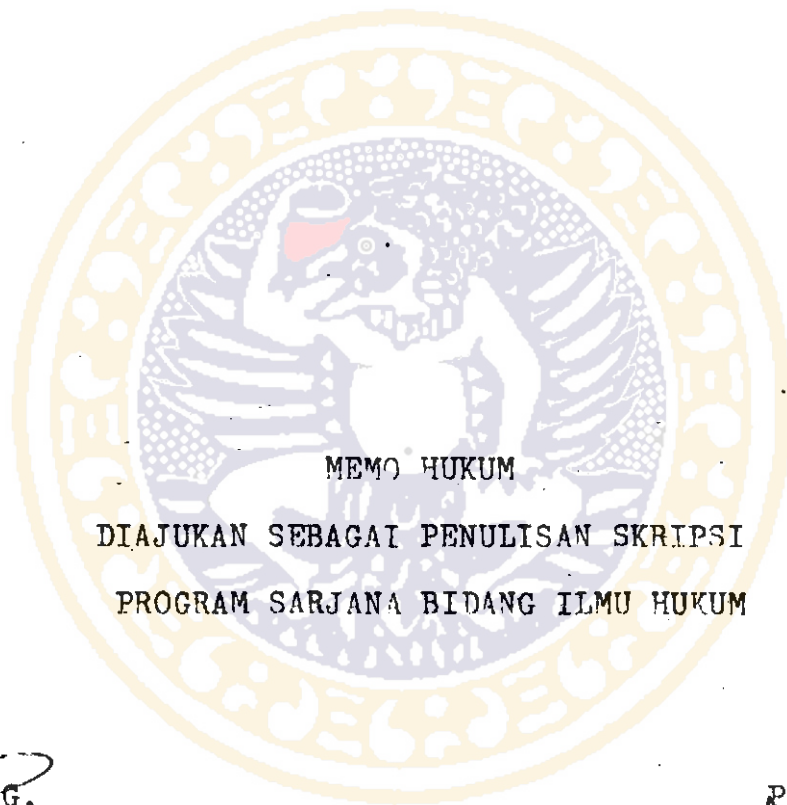 MEMO HUKUM
DIAJUKAN SEBAGAI PENULISAN SKRIPSI
PROGRAM SARJANA BIDANG ILMU HUKUM
G. P